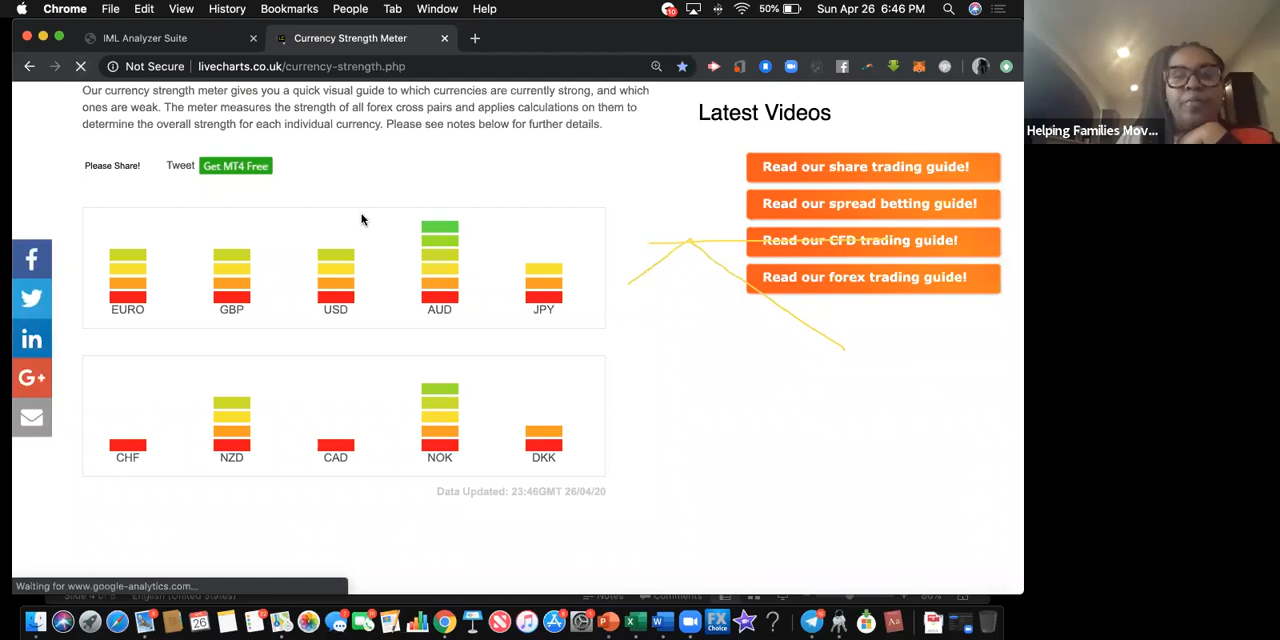 Chrome File Edit View History Bookmarks People Tab Window Help 50% Sun Apr 26 6:46 PM
IML Analyzer Suite Currency Strength Meter
Not Secure livecharts.co.uk/currency-strength.php
Our currency strength meter gives you a quick visual guide to which currencies are currently strong, and which
ones are weak. The meter measures the strength of all forex cross pairs and applies calculations on them to
determine the overall strength for each individual currency. Please see notes below for further details.
Latest Videos
Helping Families Mov...
Please Share! Tweet Get MT4 Free
Read our share trading guide!
Read our spread betting guide!
Read our CFD trading guide!
Read our forex trading guide!
EURO GBP USD AUD JPY
CHF NZD CAD NOK DKK
Data Updated: 23:46GMT 26/04/20
Waiting for www.google-analytics.com...
English (United States) Notes Comments
FX
Choice